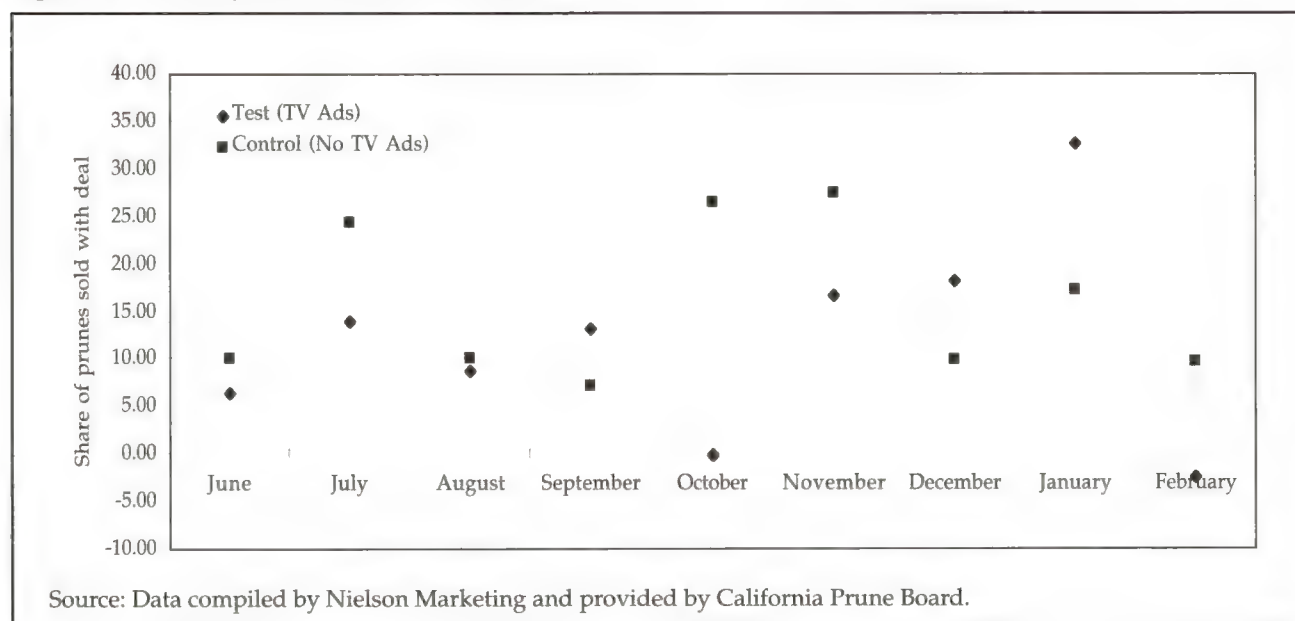 40.00
35.00
30.00
25.00
20.00
15.00
10.00
5.00
0.00
-5.00
-10.00
Share of prunes sold with deal
Test (TV Ads)
Control (No TV Ads)
June July August September October November December January February
Source: Data compiled by Nielson Marketing and provided by California Prune Board.